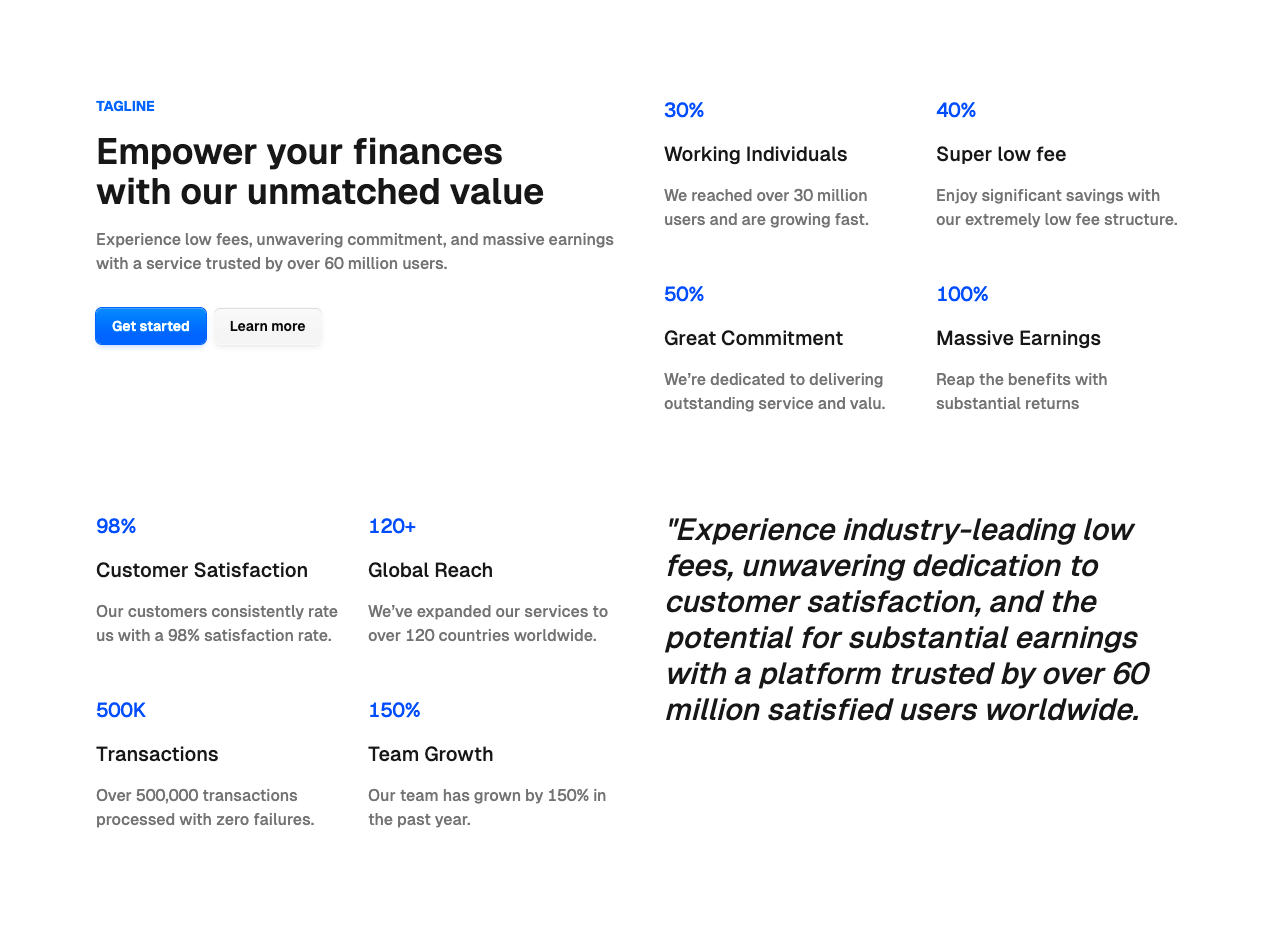 TAGLINE
Empower your finances
with our unmatched value
Experience low fees, unwavering commitment, and massive earnings
with a service trusted by over 60 million users.
Get started
Learn more
30%
Working Individuals
We reached over 30 million
users and are growing fast.
40%
Super low fee
Enjoy significant savings with
our extremely low fee structure.
50%
Great Commitment
We’re dedicated to delivering
outstanding service and valu.
100%
Massive Earnings
Reap the benefits with
substantial returns
98%
Customer Satisfaction
Our customers consistently rate
us with a 98% satisfaction rate.
120+
Global Reach
We’ve expanded our services to
over 120 countries worldwide.
500K
Transactions
Over 500,000 transactions
processed with zero failures.
150%
Team Growth
Our team has grown by 150% in
the past year.
"Experience industry-leading low
fees, unwavering dedication to
customer satisfaction, and the
potential for substantial earnings
with a platform trusted by over 60
million satisfied users worldwide.